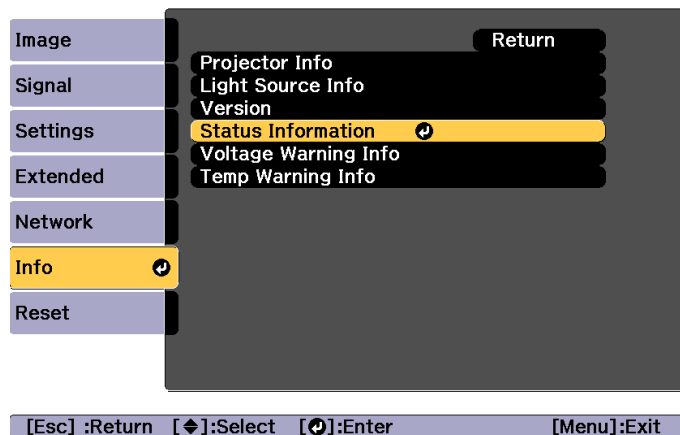 Image
Signal
Settings
Extended
Network
Info
Reset
Return
Projector Info
Light Source Info
Version
Status Information
Voltage Warning Info
Temp Warning Info
[Esc] :Return [◆]:Select [↵]:Enter [Menu]:Exit